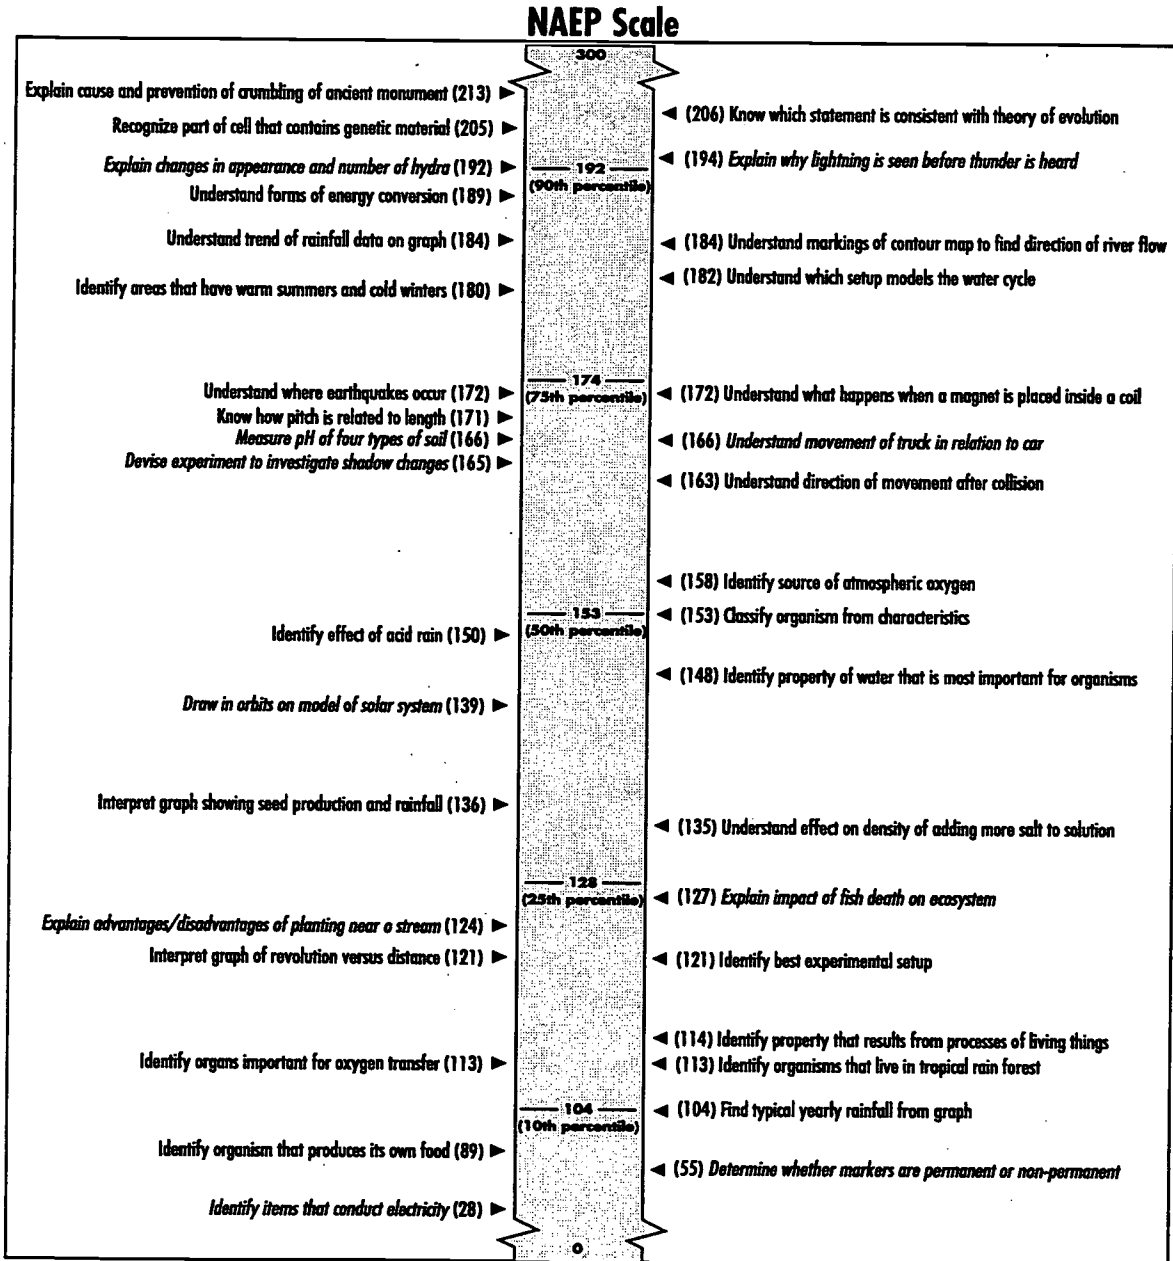 NAEP Scale
300
Explain cause and prevention of crumbling of ancient monument (213) ►
◄ (206) Know which statement is consistent with theory of evolution
Recognize part of cell that contains genetic material (205) ►
◄ (194) Explain why lightning is seen before thunder is heard
Explain changes in appearance and number of hydra (192) ►
192
(90th percentile)
Understand forms of energy conversion (189) ►
Understand trend of rainfall data on graph (184) ►
◄ (184) Understand markings of contour map to find direction of river flow
◄ (182) Understand which setup models the water cycle
Identify areas that have warm summers and cold winters (180) ►
174
(75th percentile)
Understand where earthquakes occur (172) ►
◄ (172) Understand what happens when a magnet is placed inside a coil
Know how pitch is related to length (171) ►
Measure pH of four types of soil (166) ►
◄ (166) Understand movement of truck in relation to car
Devise experiment to investigate shadow changes (165) ►
◄ (163) Understand direction of movement after collision
◄ (158) Identify source of atmospheric oxygen
153
(50th percentile)
◄ (153) Classify organism from characteristics
Identify effect of acid rain (150) ►
◄ (148) Identify property of water that is most important for organisms
Draw in orbits on model of solar system (139) ►
Interpret graph showing seed production and rainfall (136) ►
◄ (135) Understand effect on density of adding more salt to solution
128
(25th percentile)
◄ (127) Explain impact of fish death on ecosystem
Explain advantages/disadvantages of planting near a stream (124) ►
Interpret graph of revolution versus distance (121) ►
◄ (121) Identify best experimental setup
◄ (114) Identify property that results from processes of living things
Identify organs important for oxygen transfer (113) ►
◄ (113) Identify organisms that live in tropical rain forest
104
(10th percentile)
◄ (104) Find typical yearly rainfall from graph
Identify organism that produces its own food (89) ►
◄ (55) Determine whether markers are permanent or non-permanent
Identify items that conduct electricity (28) ►
0